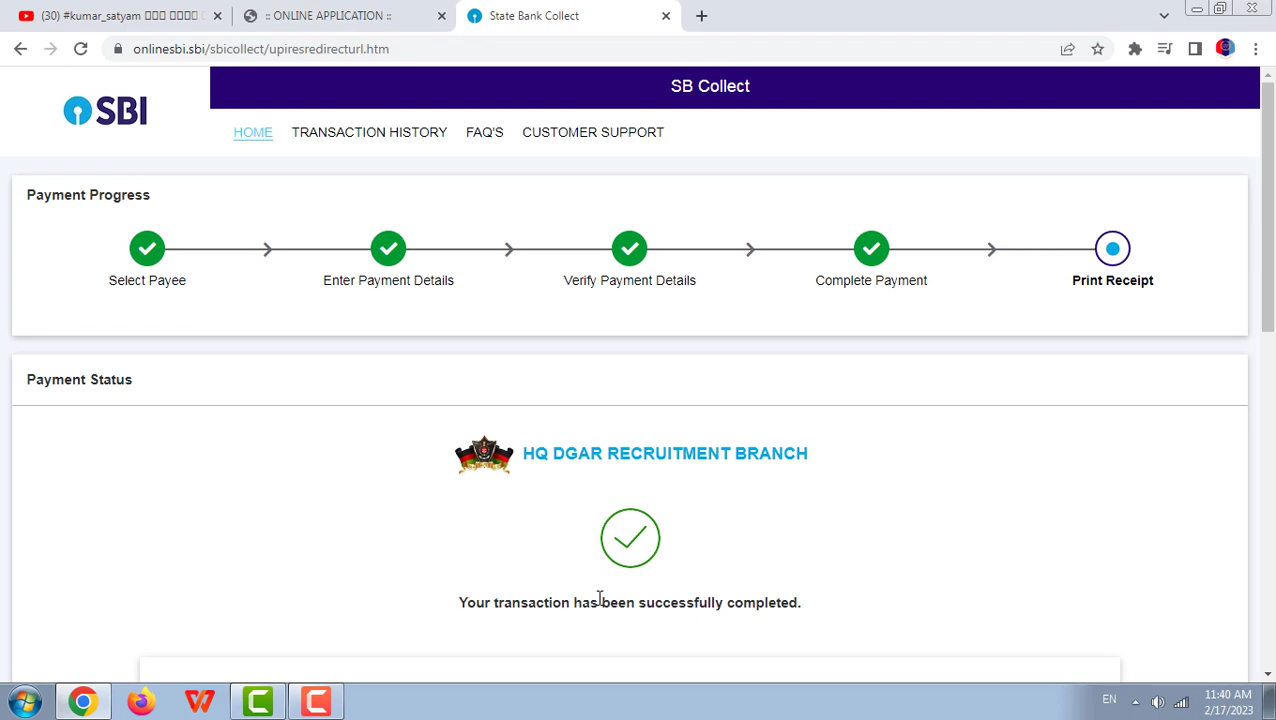 (30) #kumar_satyam
:: ONLINE APPLICATION ::
State Bank Collect
onlinesbi.sbi/sbicollect/upiresredirecturl.htm
SBI
SB Collect
HOME TRANSACTION HISTORY FAQ'S CUSTOMER SUPPORT
Payment Progress
Select Payee Enter Payment Details Verify Payment Details Complete Payment Print Receipt
Payment Status
HQ DGAR RECRUITMENT BRANCH
Your transaction has been successfully completed.
EN
11:40 AM
2/17/2023